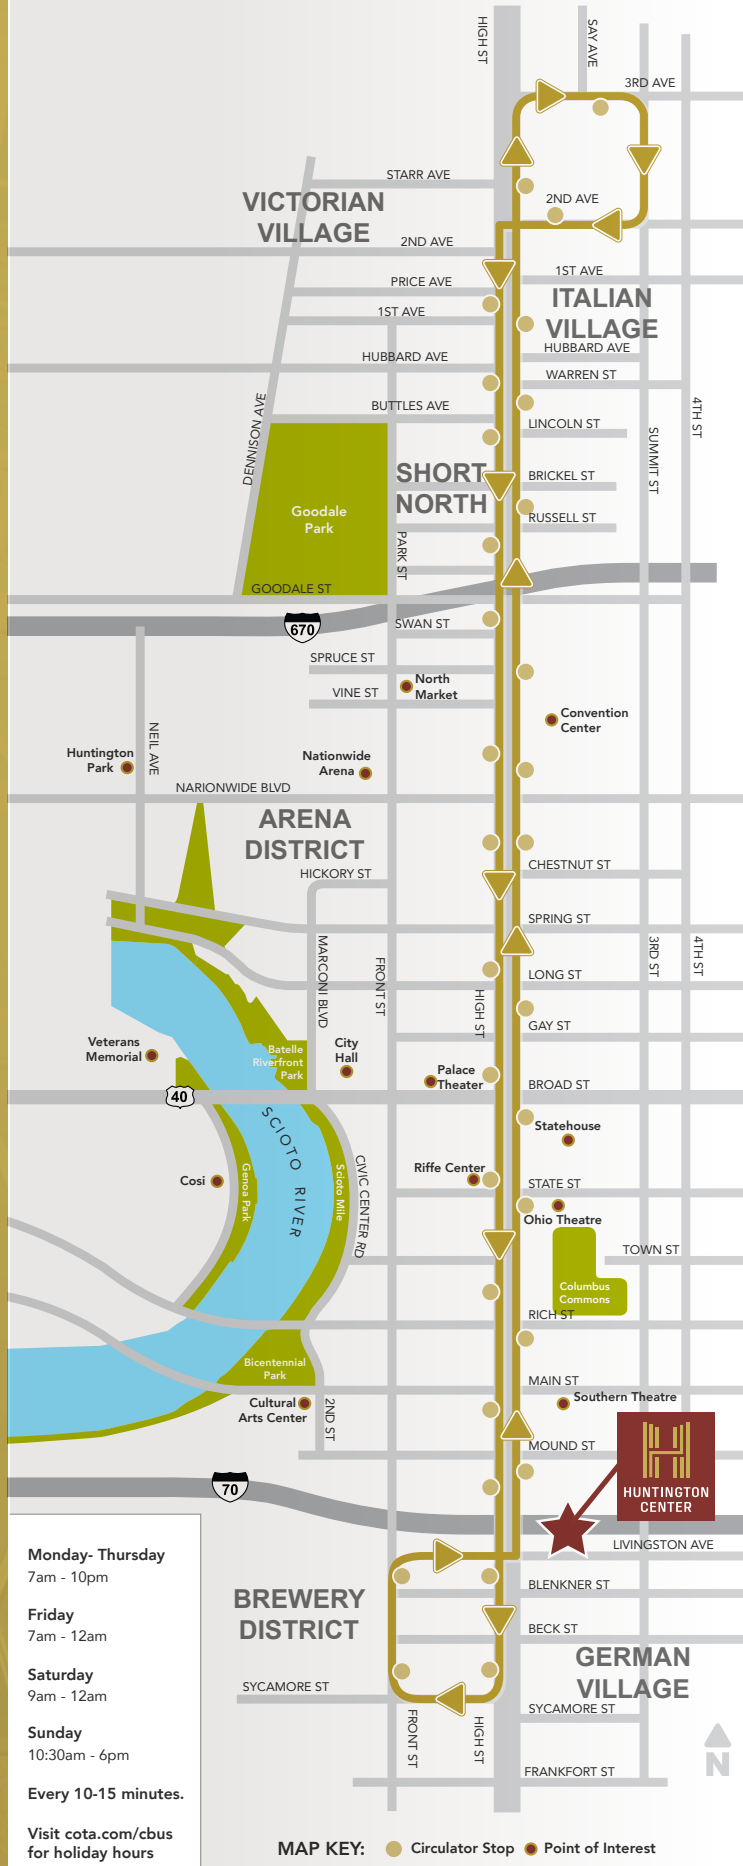 HIGH ST
SAY AVE
3RD AVE
STARR AVE
VICTORIAN
VILLAGE
2ND AVE
2ND AVE
1ST AVE
PRICE AVE
ITALIAN
VILLAGE
1ST AVE
HUBBARD AVE
HUBBARD AVE
WARREN ST
DENNISON AVE
BUTTLES AVE
4TH ST
LINCOLN ST
SUMMIT ST
SHORT
NORTH
BRICKEL ST
Goodale
Park
RUSSELL ST
PARK ST
GOODALE ST
670
SWAN ST
SPRUCE ST
North
Market
VINE ST
Convention
Center
NEIL AVE
Huntington
Park
Nationwide
Arena
NARIONWIDE BLVD
ARENA
DISTRICT
CHESTNUT ST
HICKORY ST
SPRING ST
MARCONI BLVD
FRONT ST
3RD ST
4TH ST
LONG ST
HIGH ST
GAY ST
Veterans
Memorial
Batelle
Riverfront
Park
City
Hall
Palace
Theater
40
BROAD ST
SCIOTO RIVER
Statehouse
Cosi
Genoa Park
Scioto Mile
CIVIC CENTER RD
Riffe Center
STATE ST
Ohio Theatre
TOWN ST
Columbus
Commons
RICH ST
Bicentennial
Park
MAIN ST
Cultural
Arts Center
2ND ST
Southern Theatre
MOUND ST
H
HUNTINGTON
CENTER
70
LIVINGSTON AVE
BREWERY
DISTRICT
BLENKNER ST
BECK ST
GERMAN
VILLAGE
SYCAMORE ST
SYCAMORE ST
FRONT ST
HIGH ST
FRANKFORT ST
N
Monday- Thursday
7am - 10pm
Friday
7am - 12am
Saturday
9am - 12am
Sunday
10:30am - 6pm
Every 10-15 minutes.
Visit cota.com/cbus
for holiday hours
MAP KEY: Circulator Stop Point of Interest